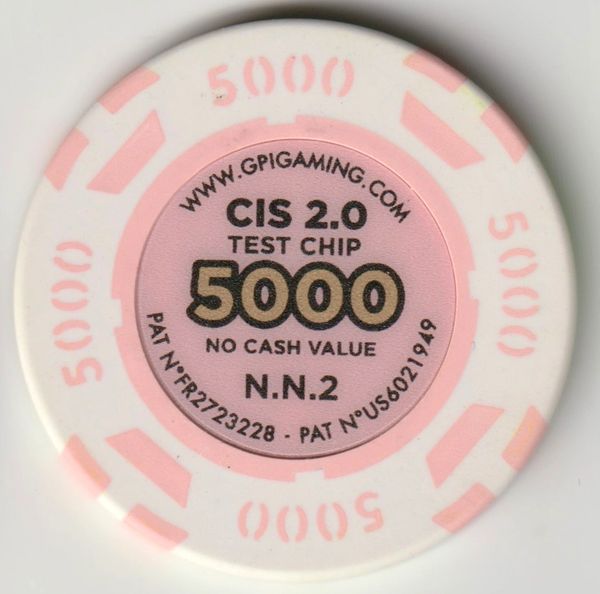 5000
WWW.GPIGAMING.COM
CIS 2.0
TEST CHIP
5000
NO CASH VALUE
N.N.2
PAT N°FR2723228 - PAT N°US6021949
5000
5000
5000